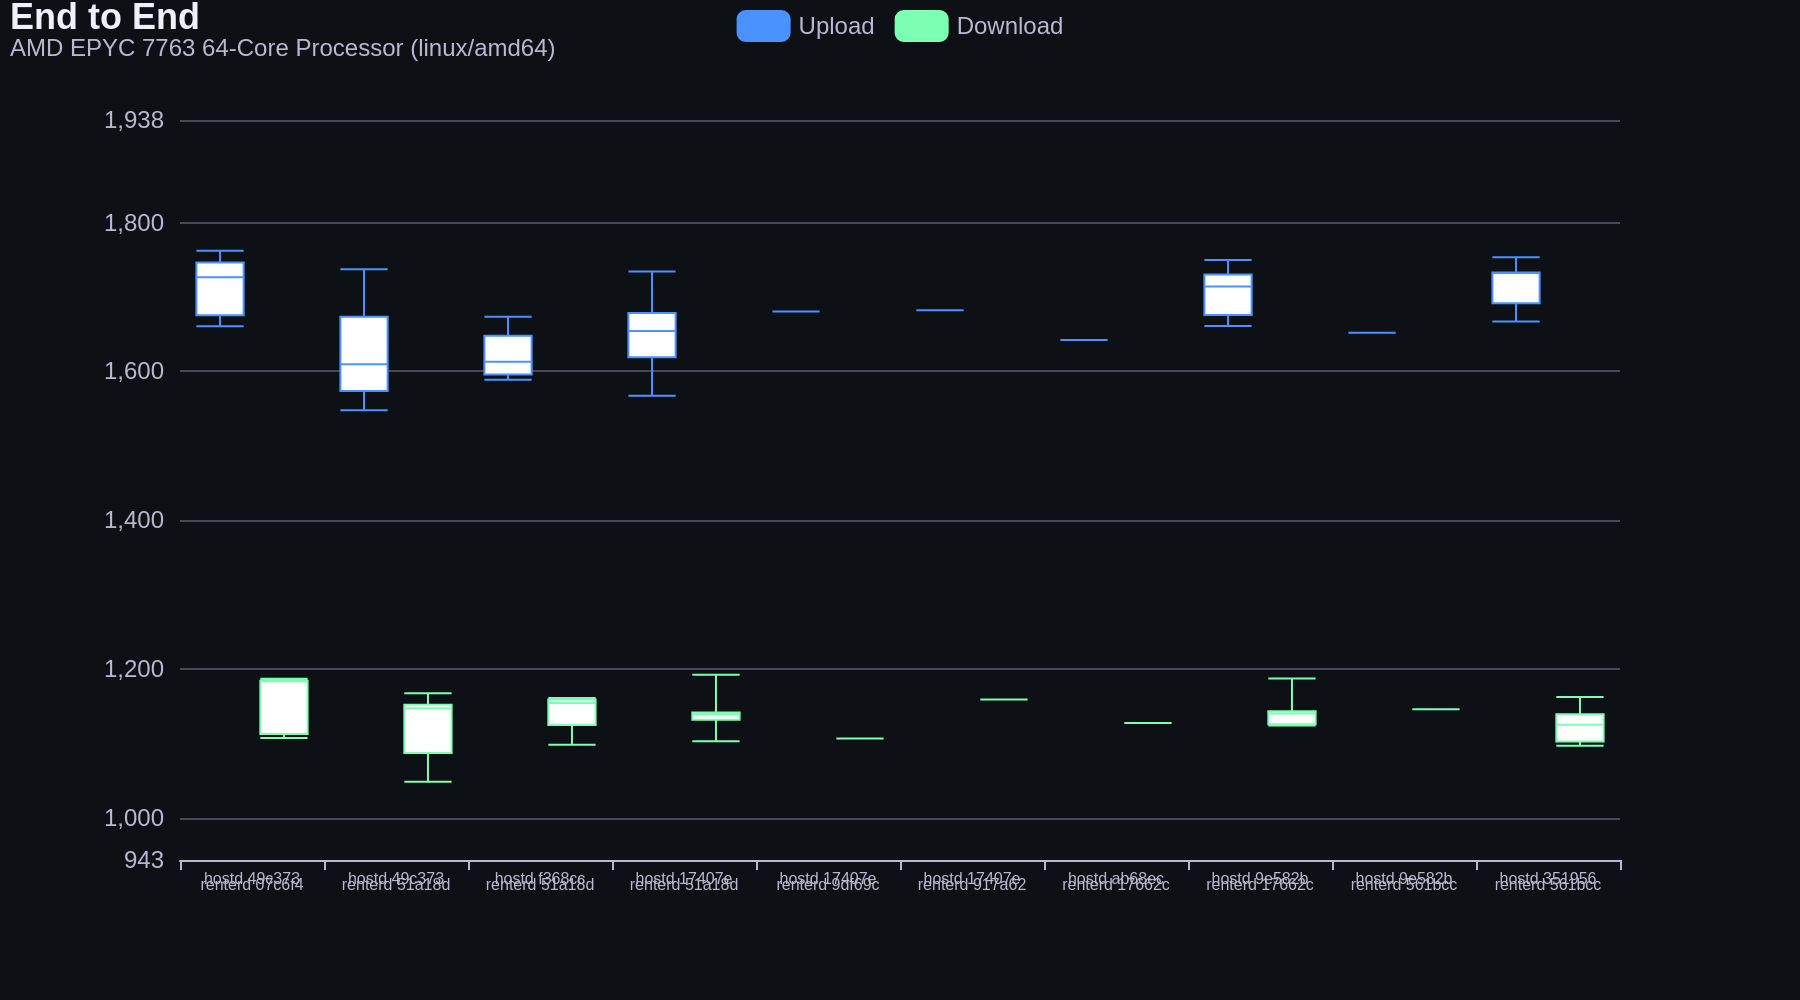 End to End
AMD EPYC 7763 64-Core Processor (linux/amd64)
Upload
Download
1,938
1,800
1,600
1,400
1,200
1,000
943
hostd 49c373
renterd 07c6f4
hostd 49c373
renterd 51a18d
hostd f368cc
renterd 51a18d
hostd 17407e
renterd 51a18d
hostd 17407e
renterd 9df69c
hostd 17407e
renterd 917a62
hostd ab68ec
renterd 17662c
hostd 9e582b
renterd 17662c
hostd 9e582b
renterd 561bcc
hostd 351956
renterd 561bcc